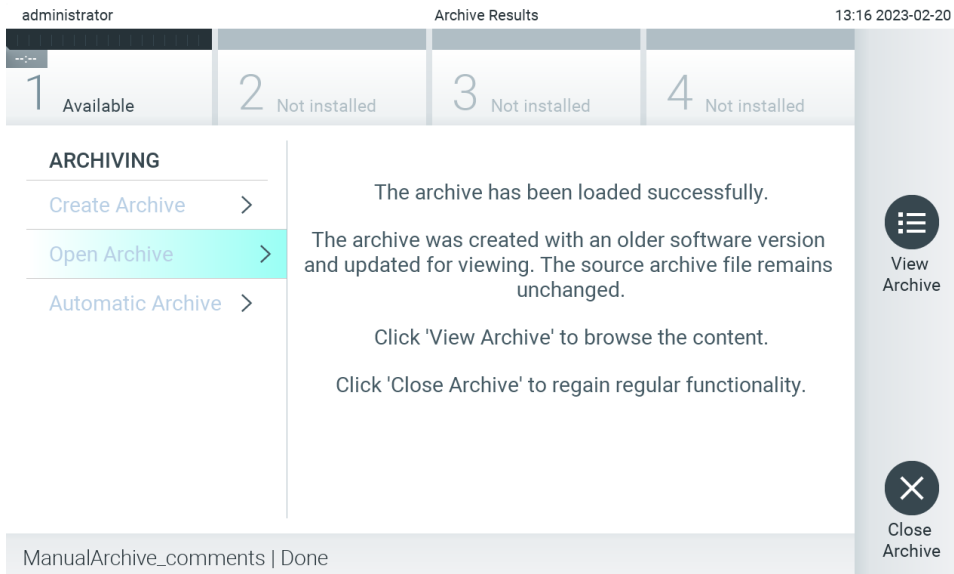 administrator
Archive Results
13:16 2023-02-20
--:--
1 Available
2 Not installed
3 Not installed
4 Not installed
ARCHIVING
Create Archive
Open Archive
Automatic Archive
The archive has been loaded successfully.
The archive was created with an older software version
and updated for viewing. The source archive file remains
unchanged.
Click 'View Archive' to browse the content.
Click 'Close Archive' to regain regular functionality.
View
Archive
Close
Archive
ManualArchive_comments | Done